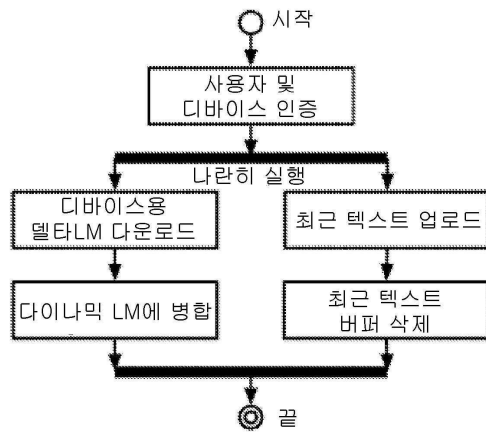 시작
사용자 및
디바이스 인증
나란히 실행
디바이스용
델타LM 다운로드
최근 텍스트 업로드
다이나믹 LM에 병합
최근 텍스트
버퍼 삭제
끝